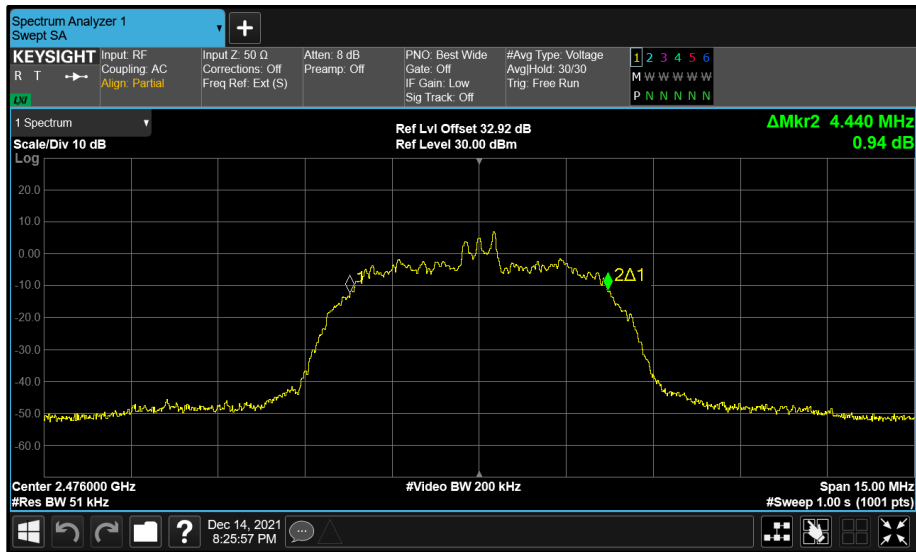 Spectrum Analyzer 1
Swept SA
+
KEYSIGHT
R T
LXI
Input: RF
Coupling: AC
Align: Partial
Input Z: 50 Ω
Corrections: Off
Freq Ref: Ext (S)
Atten: 8 dB
Preamp: Off
PNO: Best Wide
Gate: Off
IF Gain: Low
Sig Track: Off
#Avg Type: Voltage
Avg|Hold: 30/30
Trig: Free Run
1 2 3 4 5 6
M W W W W W
P N N N N N
1 Spectrum
Scale/Div 10 dB
Ref Lvl Offset 32.92 dB
Ref Level 30.00 dBm
ΔMkr2 4.440 MHz
0.94 dB
Log
20.0
10.0
0.00
-10.0
-20.0
-30.0
-40.0
-50.0
-60.0
1
2Δ1
Center 2.476000 GHz
#Res BW 51 kHz
#Video BW 200 kHz
Span 15.00 MHz
#Sweep 1.00 s (1001 pts)
?
Dec 14, 2021
8:25:57 PM